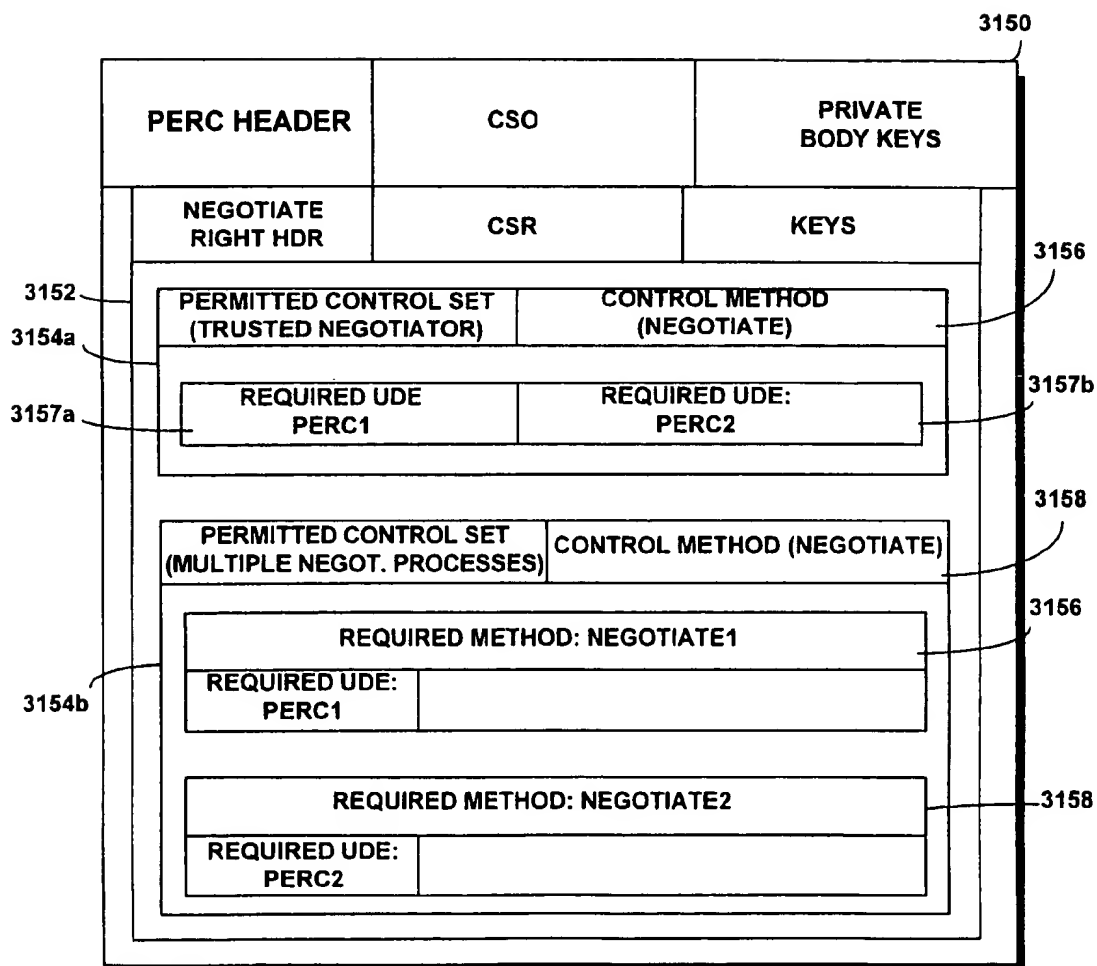 3150
PERC HEADER
CSO
PRIVATE
BODY KEYS
NEGOTIATE
RIGHT HDR
CSR
KEYS
3152
3154a
PERMITTED CONTROL SET
(TRUSTED NEGOTIATOR)
CONTROL METHOD
(NEGOTIATE)
3156
3157a
REQUIRED UDE
PERC1
REQUIRED UDE:
PERC2
3157b
3158
PERMITTED CONTROL SET
(MULTIPLE NEGOT. PROCESSES)
CONTROL METHOD (NEGOTIATE)
3154b
REQUIRED METHOD: NEGOTIATE1
3156
REQUIRED UDE:
PERC1
REQUIRED METHOD: NEGOTIATE2
3158
REQUIRED UDE:
PERC2